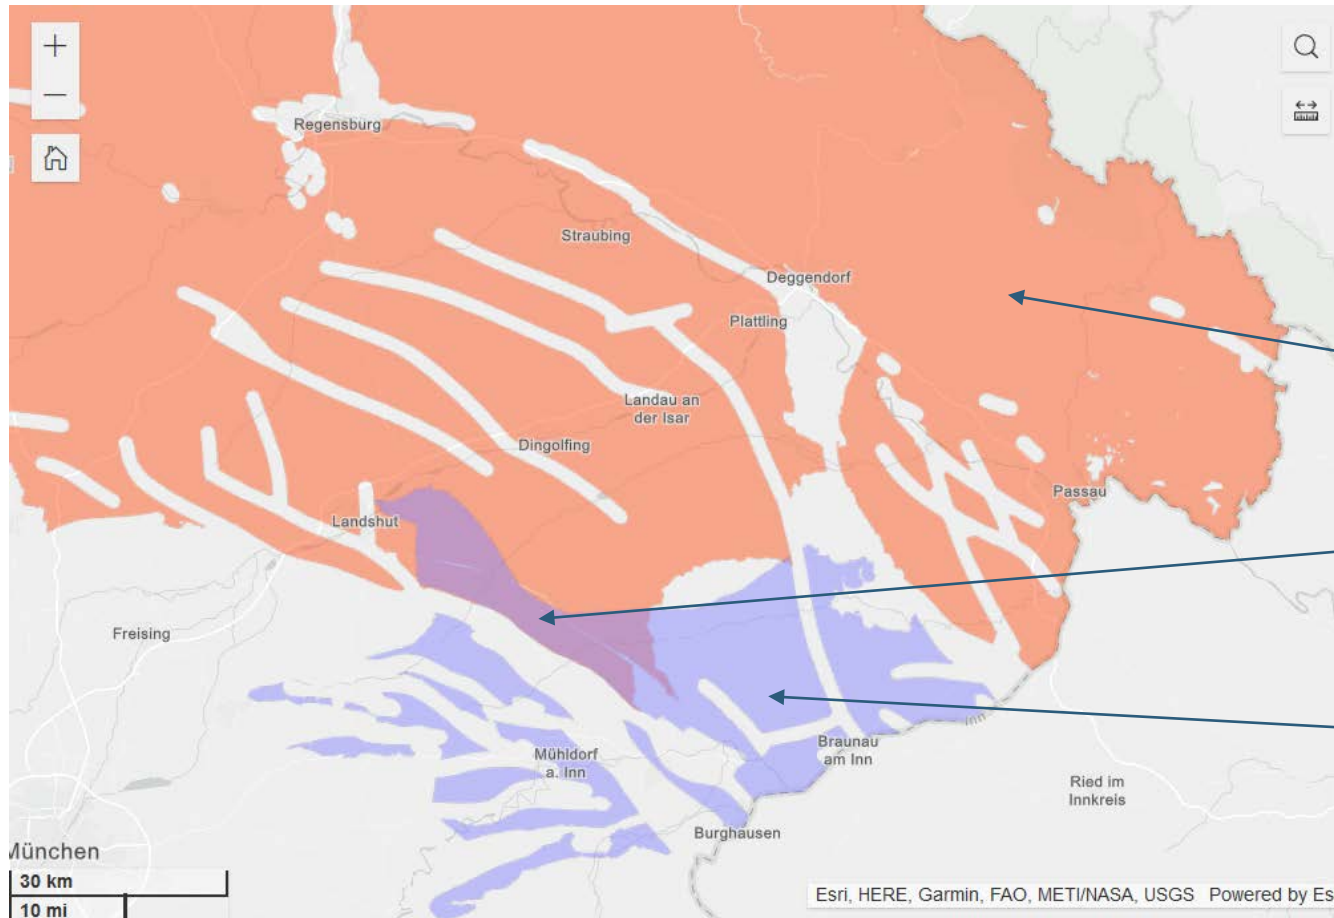 Regensburg
Straubing
Deggendorf
Plattling
Landau an
der Isar
Dingolfing
Passau
Landshut
Freising
Inn
Mühldorf
a. Inn
Braunau
am Inn
Ried im
Innkreis
Burghausen
München
30 km
10 mi
Esri, HERE, Garmin, FAO, METI/NASA, USGS Powered by Es